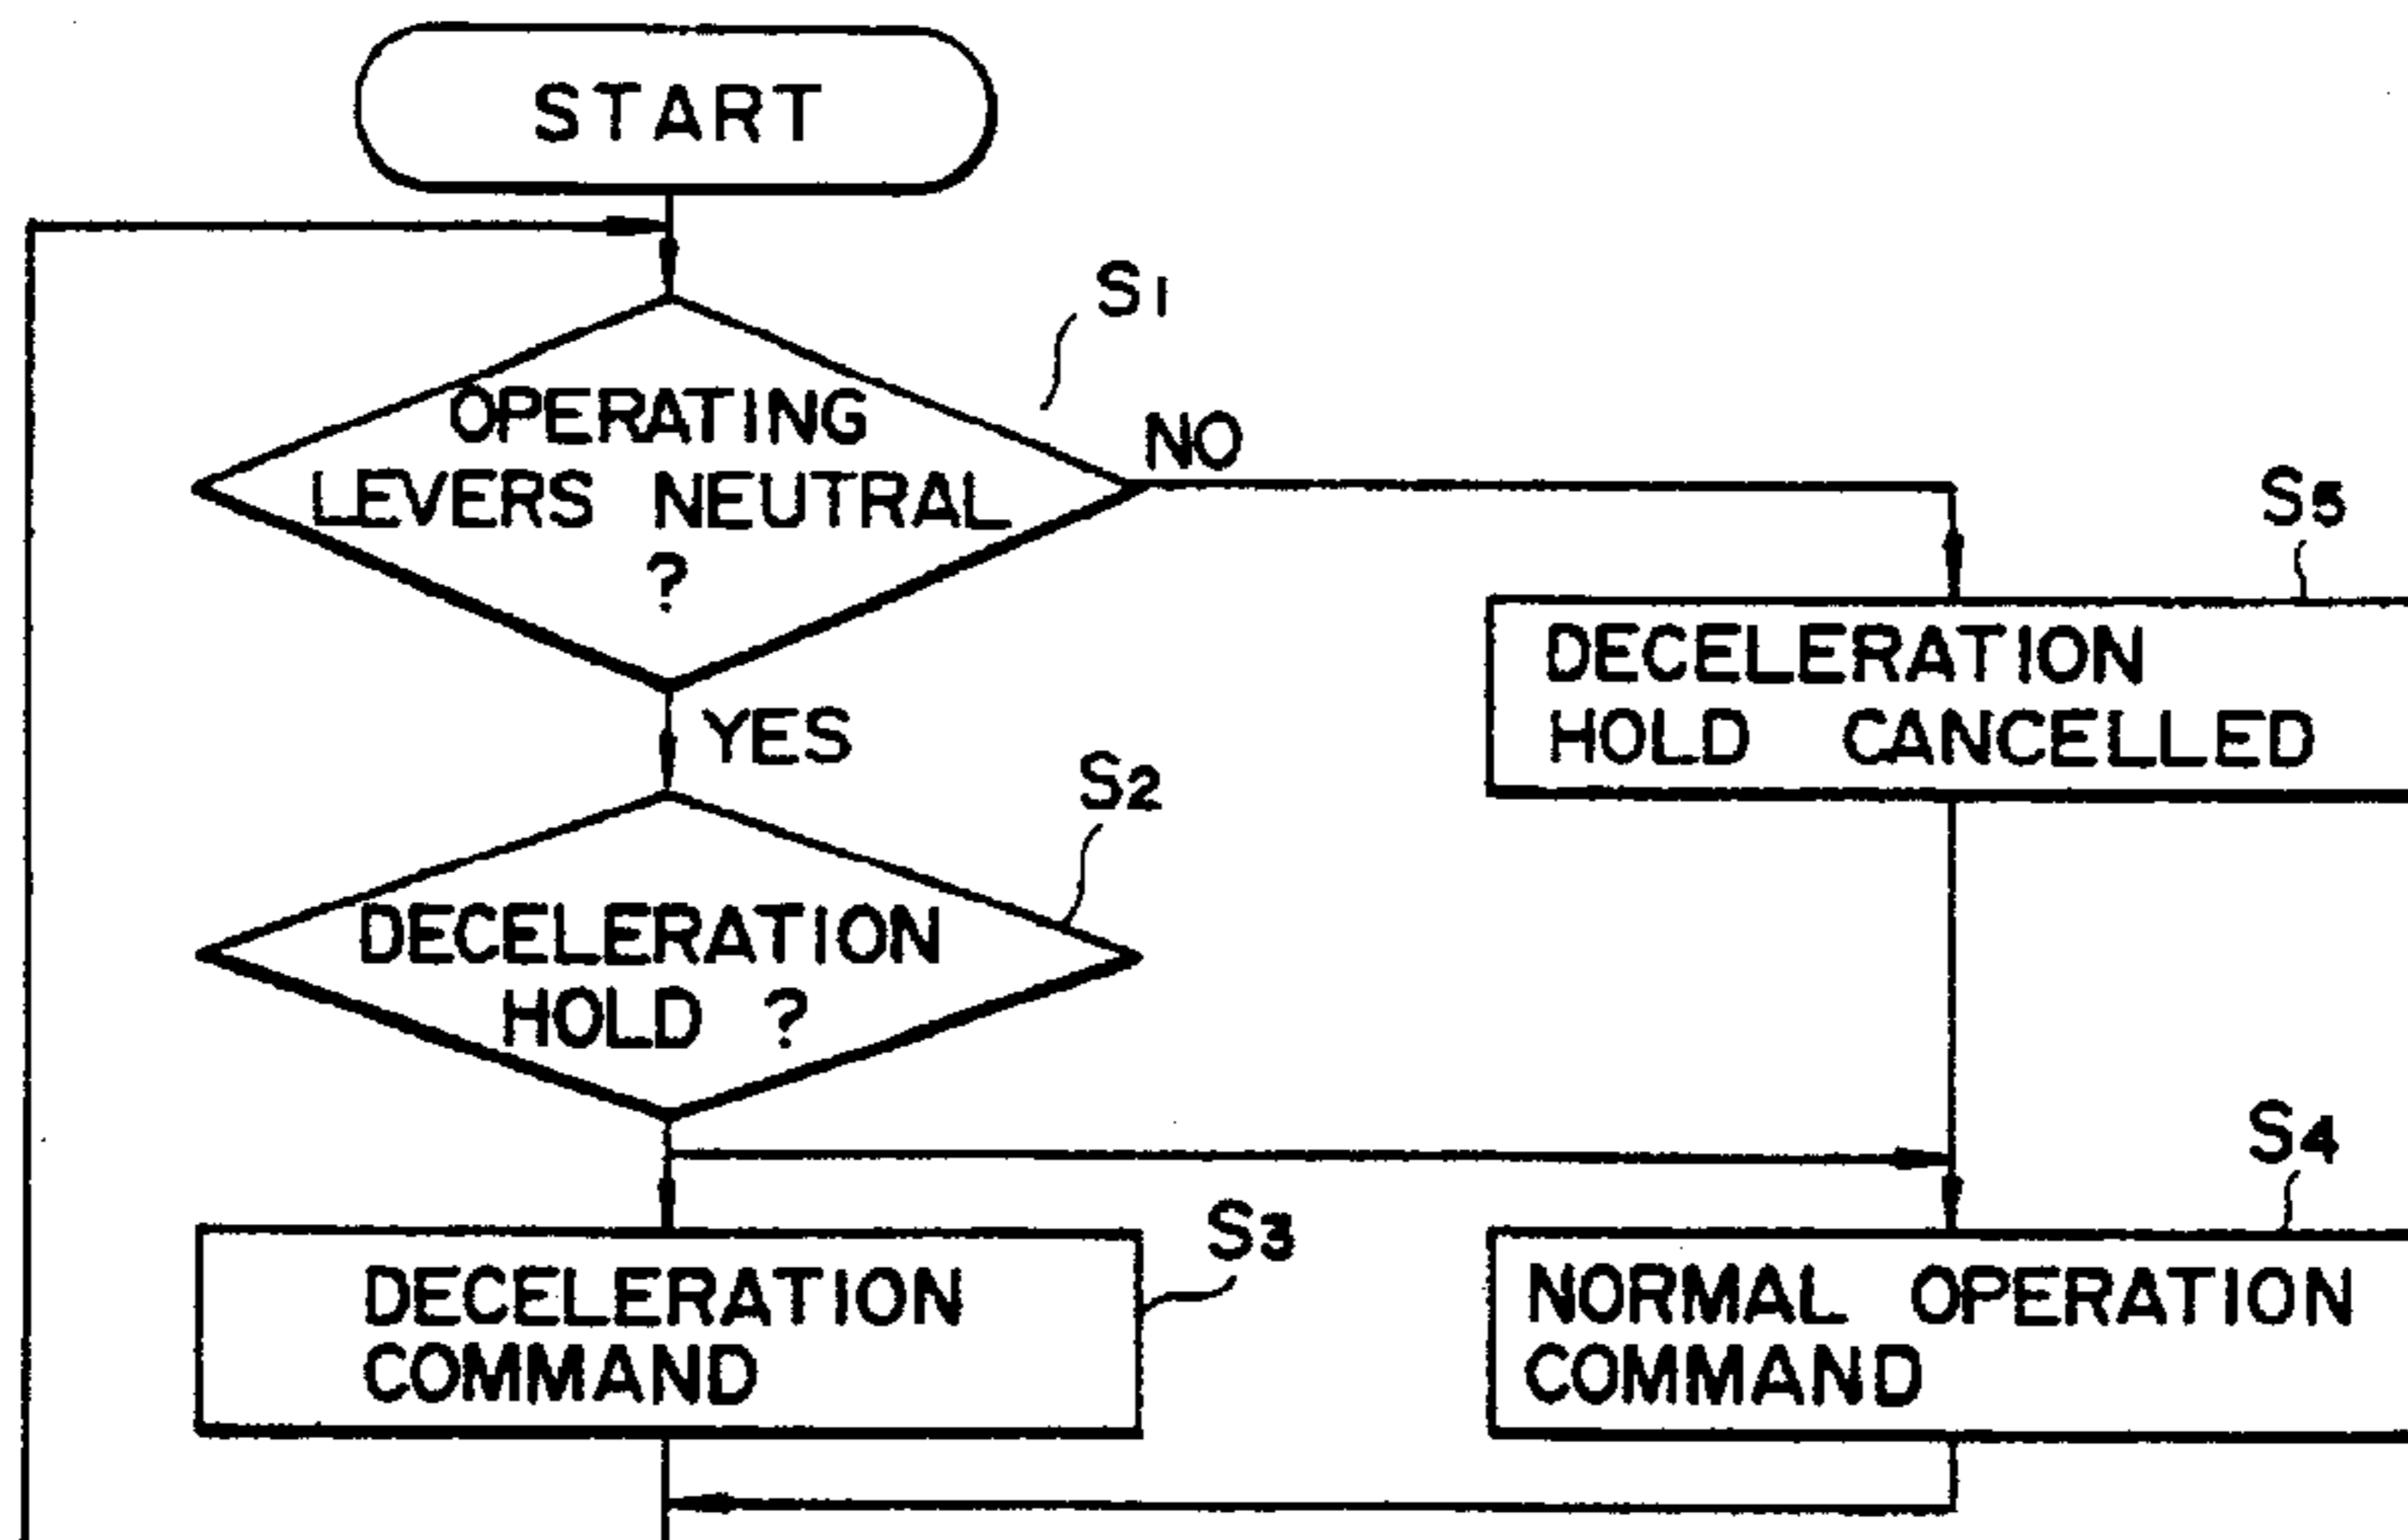 START
S1
OPERATING
LEVERS NEUTRAL
?
NO
S5
DECELERATION
HOLD CANCELLED
YES
S2
DECELERATION
HOLD ?
S4
S3
DECELERATION
COMMAND
NORMAL OPERATION
COMMAND